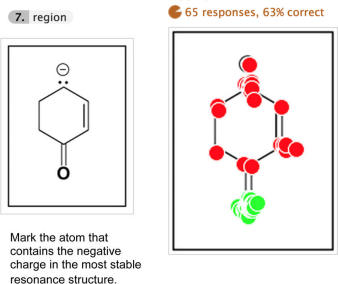 7. region
65 responses, 63% correct
O
Mark the atom that
contains the negative
charge in the most stable
resonance structure.